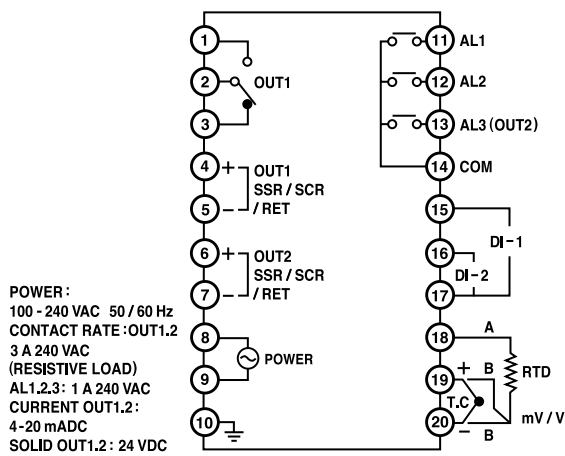 1
2
3
OUT1
4 +
OUT1
SSR / SCR
/ RET
5 −
6 +
OUT2
SSR / SCR
/ RET
7 −
8
POWER
9
10
11 AL1
12 AL2
13 AL3 (OUT2)
14 COM
15
DI-1
16
DI-2
17
18 A
RTD
19 + B
T.C
mV / V
20 − B
POWER :
100 - 240 VAC 50 / 60 Hz
CONTACT RATE : OUT1.2
3 A 240 VAC
(RESISTIVE LOAD)
AL1.2.3: 1 A 240 VAC
CURRENT OUT1.2 :
4-20 mADC
SOLID OUT1.2 : 24 VDC